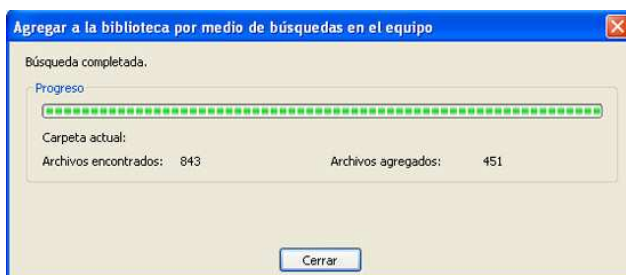 Agregar a la biblioteca por medio de búsquedas en el equipo
Búsqueda completada.
Progreso
Carpeta actual:
Archivos encontrados: 843 Archivos agregados: 451
Cerrar